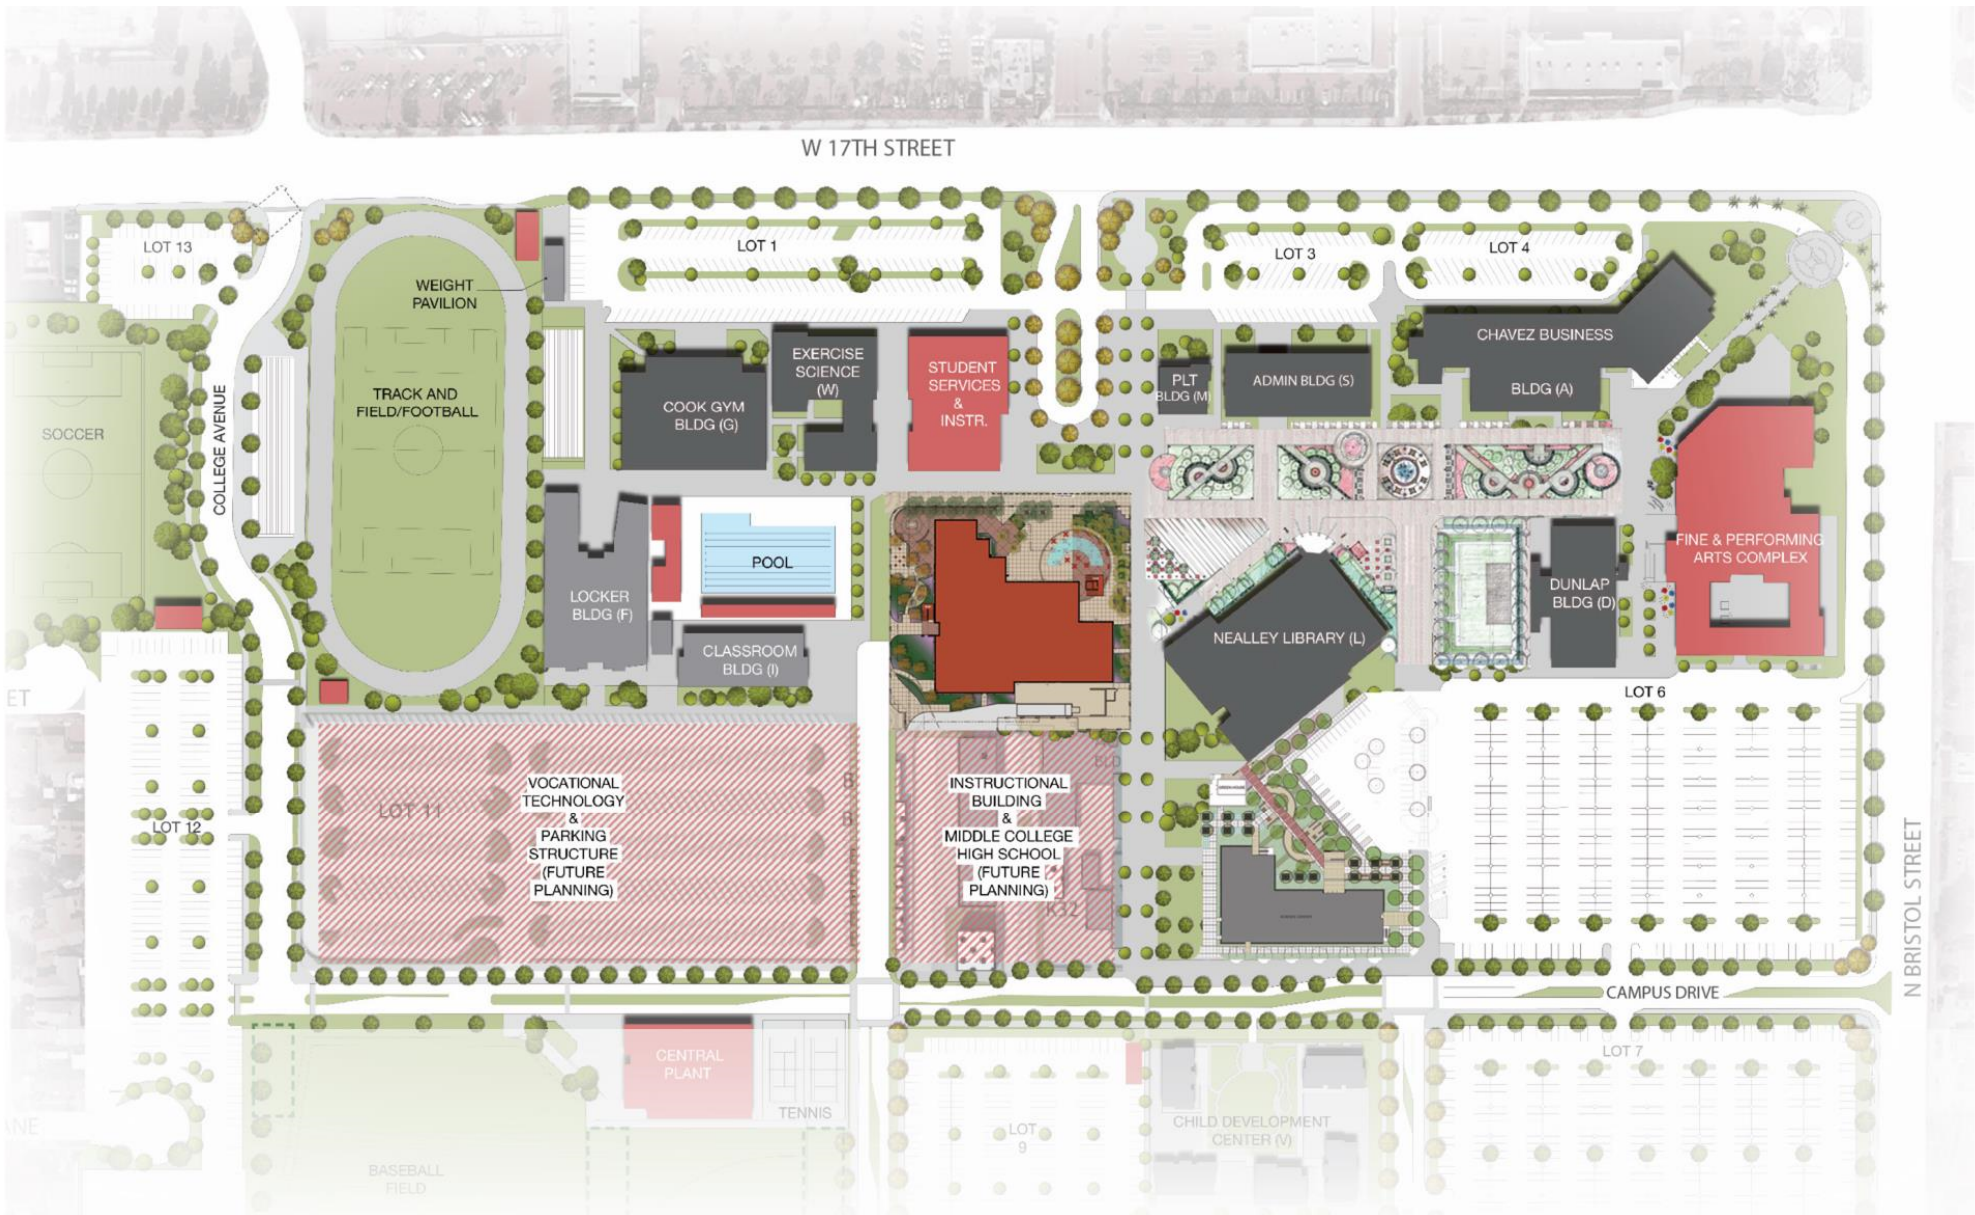 W 17TH STREET
LOT 13
LOT 1
LOT 3
LOT 4
WEIGHT
PAVILION
CHAVEZ BUSINESS
BLDG (A)
EXERCISE
SCIENCE
(W)
STUDENT
SERVICES
&
INSTR.
PLT
BLDG (M)
ADMIN BLDG (S)
COLLEGE AVENUE
TRACK AND
FIELD/FOOTBALL
COOK GYM
BLDG (G)
SOCCER
POOL
FINE & PERFORMING
ARTS COMPLEX
LOCKER
BLDG (F)
DUNLAP
BLDG (D)
NEALLEY LIBRARY (L)
CLASSROOM
BLDG (I)
ET
LOT 6
LOT 11
LOT 12
VOCATIONAL
TECHNOLOGY
&
PARKING
STRUCTURE
(FUTURE
PLANNING)
BLD
INSTRUCTIONAL
BUILDING
&
MIDDLE COLLEGE
HIGH SCHOOL
(FUTURE
PLANNING)
K32
N BRISTOL STREET
CAMPUS DRIVE
CENTRAL
PLANT
TENNIS
LOT 7
LOT
9
CHILD DEVELOPMENT
CENTER (V)
ANE
BASEBALL
FIELD